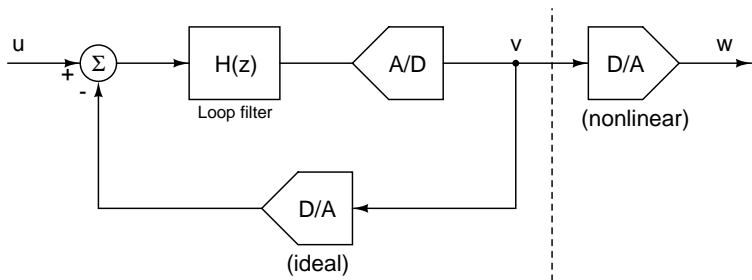 u
+
-
Σ
H(z)
Loop filter
A/D
v
D/A
(nonlinear)
w
D/A
(ideal)